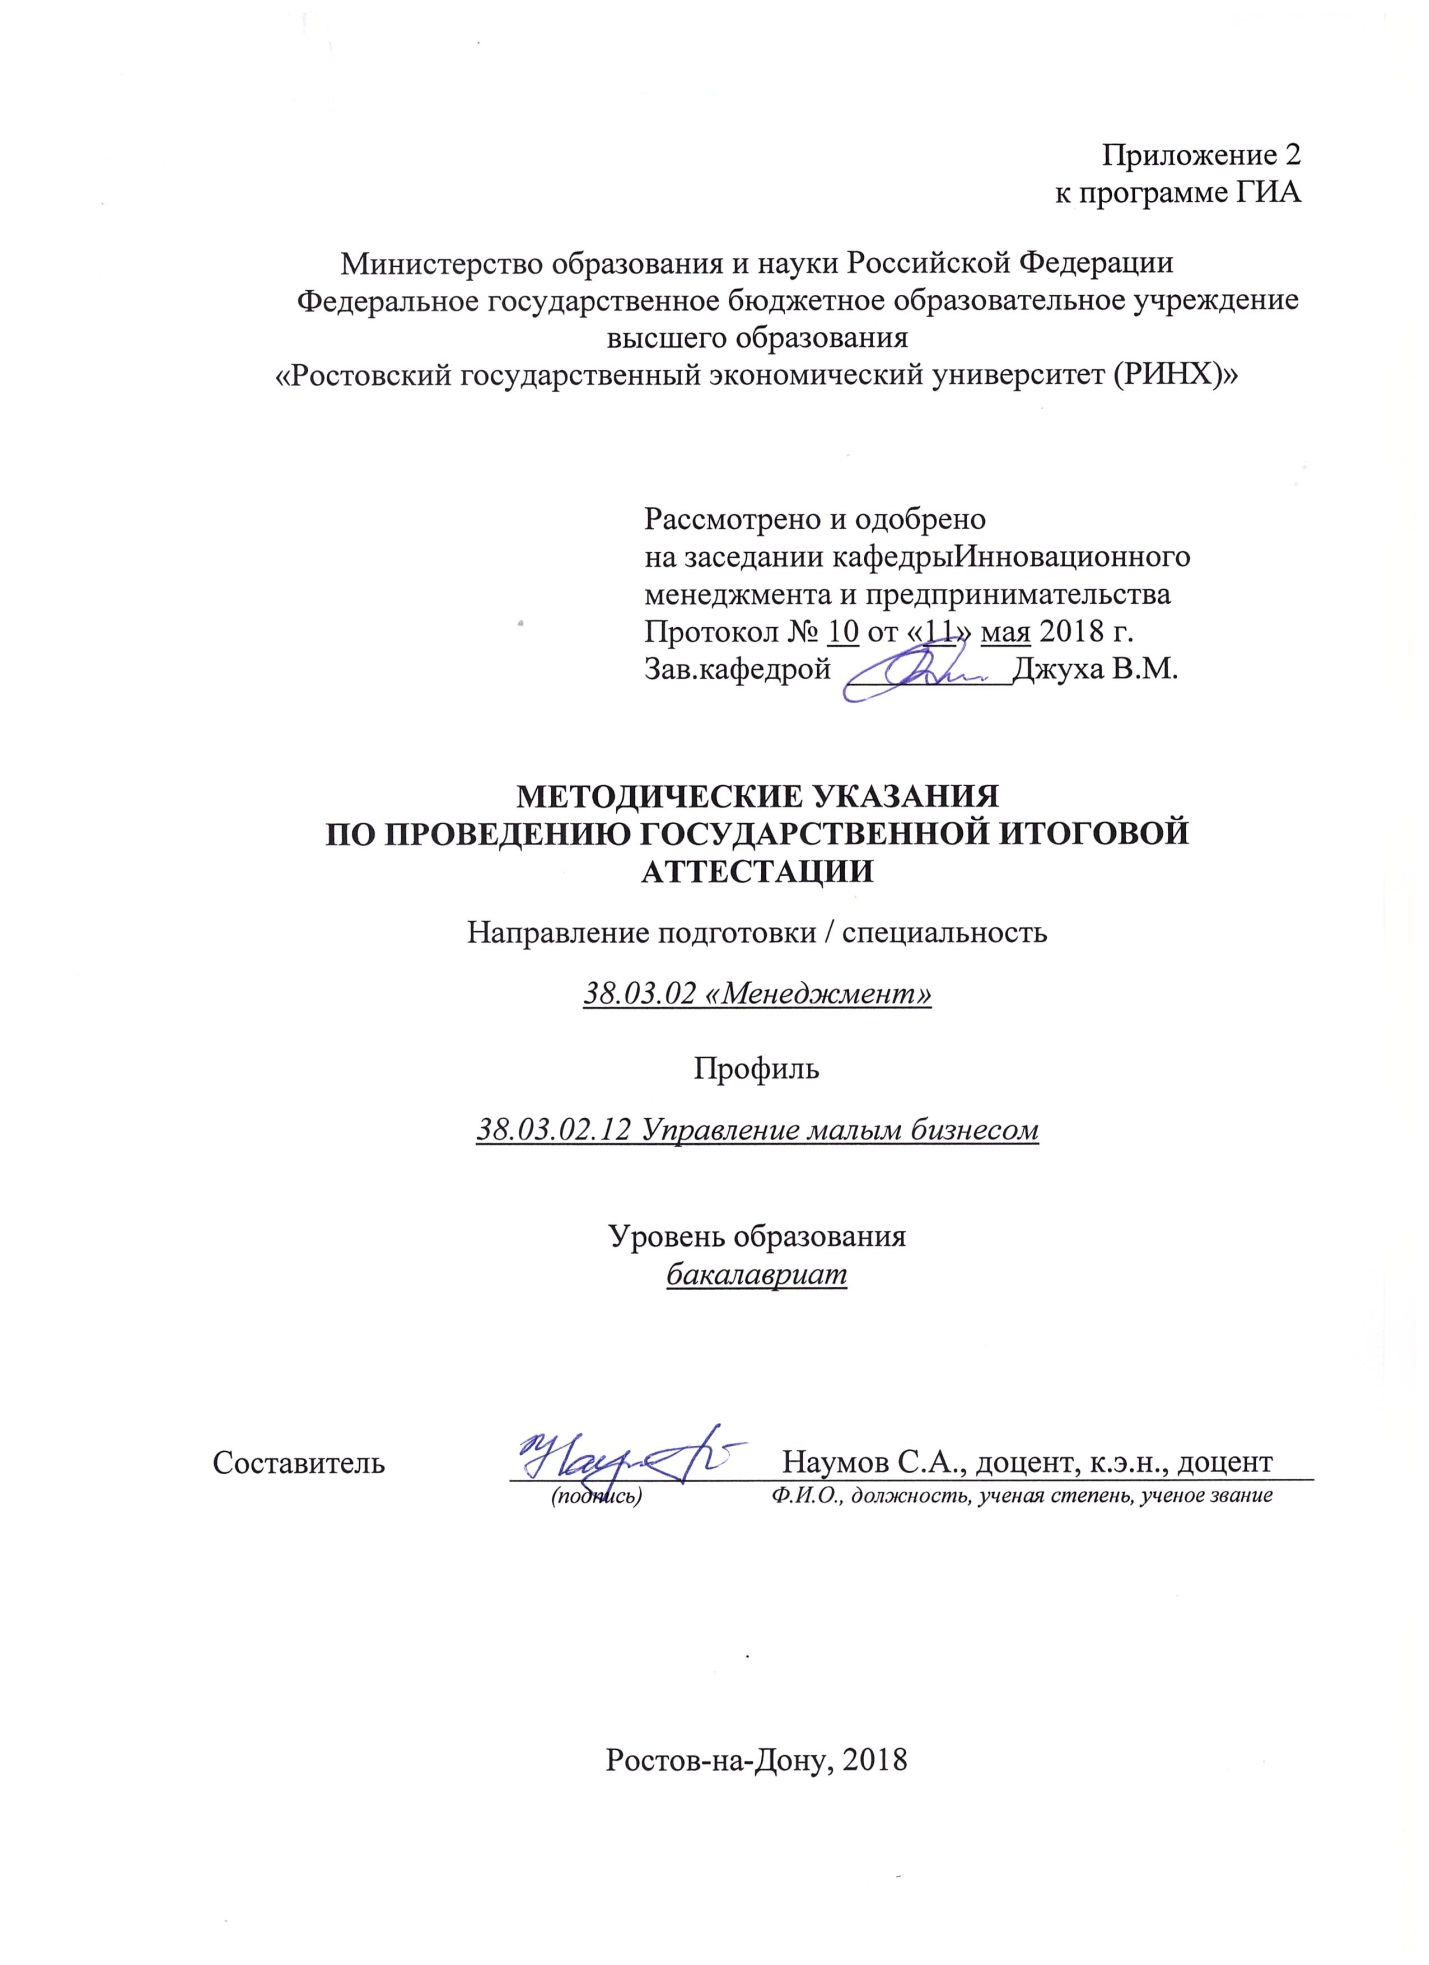 Приложение 2
к программе ГИА
Министерство образования и науки Российской Федерации
Федеральное государственное бюджетное образовательное учреждение
высшего образования
«Ростовский государственный экономический университет (РИНХ)»
Рассмотрено и одобрено
на заседании кафедрыИнновационного
менеджмента и предпринимательства
Протокол № 10 от «11» мая 2018 г.
Зав.кафедрой __________Джуха В.М.
МЕТОДИЧЕСКИЕ УКАЗАНИЯ
ПО ПРОВЕДЕНИЮ ГОСУДАРСТВЕННОЙ ИТОГОВОЙ
АТТЕСТАЦИИ
Направление подготовки / специальность
38.03.02 «Менеджмент»
Профиль
38.03.02.12 Управление малым бизнесом
Уровень образования
бакалавриат
Составитель Наумов С.А., доцент, к.э.н., доцент
(подпись) Ф.И.О., должность, ученая степень, ученое звание
Ростов-на-Дону, 2018